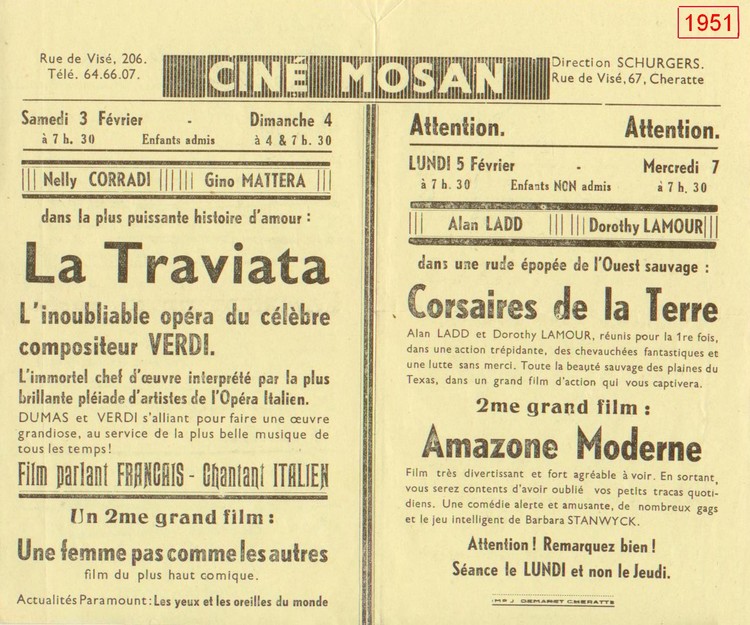 1951
Rue de Visé, 206.
Télé. 64.66.07.
CINÉ MOSAN
Direction SCHURGERS.
Rue de Visé, 67, Cheratte
Samedi 3 Février - Dimanche 4
à 7 h. 30 Enfants admis à 4 & 7 h. 30
Nelly CORRADI Gino MATTERA
dans la plus puissante histoire d'amour :
La Traviata
L'inoubliable opéra du célèbre
compositeur VERDI.
L'immortel chef d'œuvre interprété par la plus
brillante pléiade d'artistes de l'Opéra Italien.
DUMAS et VERDI s'alliant pour faire une œuvre
grandiose, au service de la plus belle musique de
tous les temps!
Film parlant FRANÇAIS - Chantant ITALIEN
Un 2me grand film :
Une femme pas comme les autres
film du plus haut comique.
Actualités Paramount : Les yeux et les oreilles du monde
Attention. Attention.
LUNDI 5 Février - Mercredi 7
à 7 h. 30 Enfants NON admis à 7 h. 30
Alan LADD Dorothy LAMOUR
dans une rude épopée de l'Ouest sauvage :
Corsaires de la Terre
Alan LADD et Dorothy LAMOUR, réunis pour la 1re fois,
dans une action trépidante, des chevauchées fantastiques et
une lutte sans merci. Toute la beauté sauvage des plaines du
Texas, dans un grand film d'action qui vous captivera.
2me grand film :
Amazone Moderne
Film très divertissant et fort agréable à voir. En sortant,
vous serez contents d'avoir oublié vos petits tracas quoti-
diens. Une comédie alerte et amusante, de nombreux gags
et le jeu intelligent de Barbara STANWYCK.
Attention ! Remarquez bien !
Séance le LUNDI et non le Jeudi.
IMP J DEMARET CHERATTE